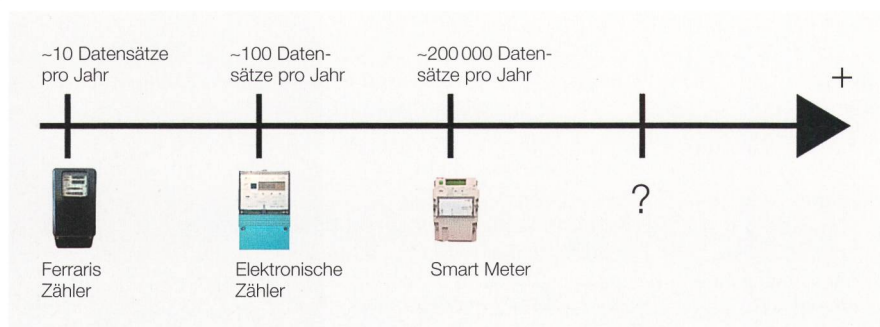 ~10 Datensätze
pro Jahr
~100 Daten-
sätze pro Jahr
~200 000 Daten-
sätze pro Jahr
+
?
Ferraris
Zähler
Elektronische
Zähler
Smart Meter